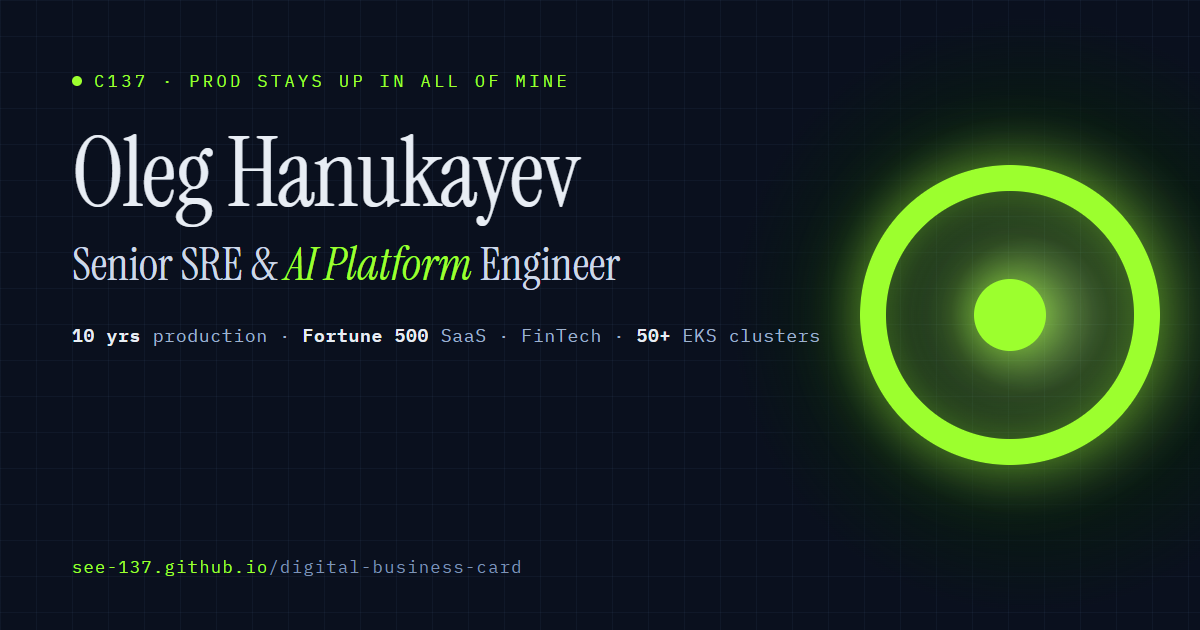 C137 · PROD STAYS UP IN ALL OF MINE
Oleg Hanukayev
Senior SRE & AI Platform Engineer
10 yrs production · Fortune 500 SaaS · FinTech · 50+ EKS clusters
see-137.github.io/digital-business-card